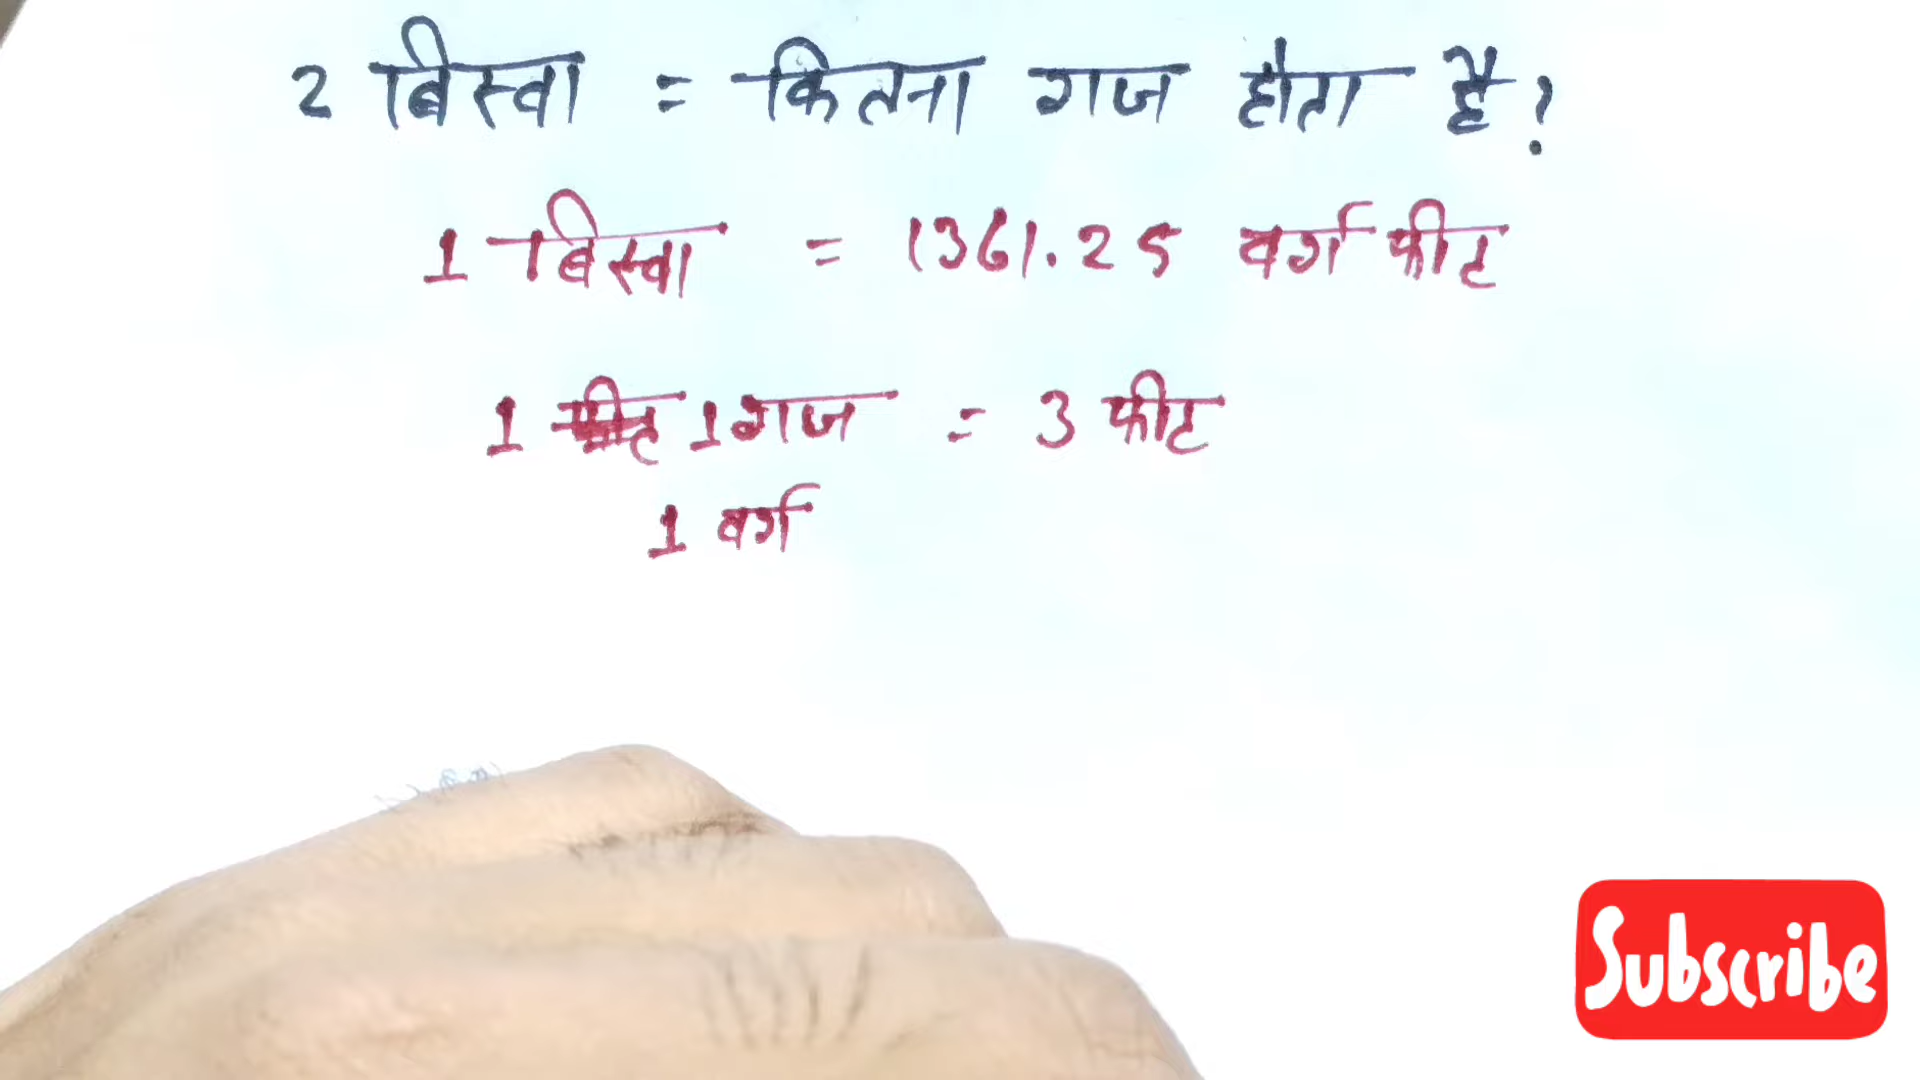 2 बिस्वा = कितना गज होता है?
1 बिस्वा = 1361.25 वर्ग फीट
1 1 गज = 3 फीट
1 वर्ग
Subscribe